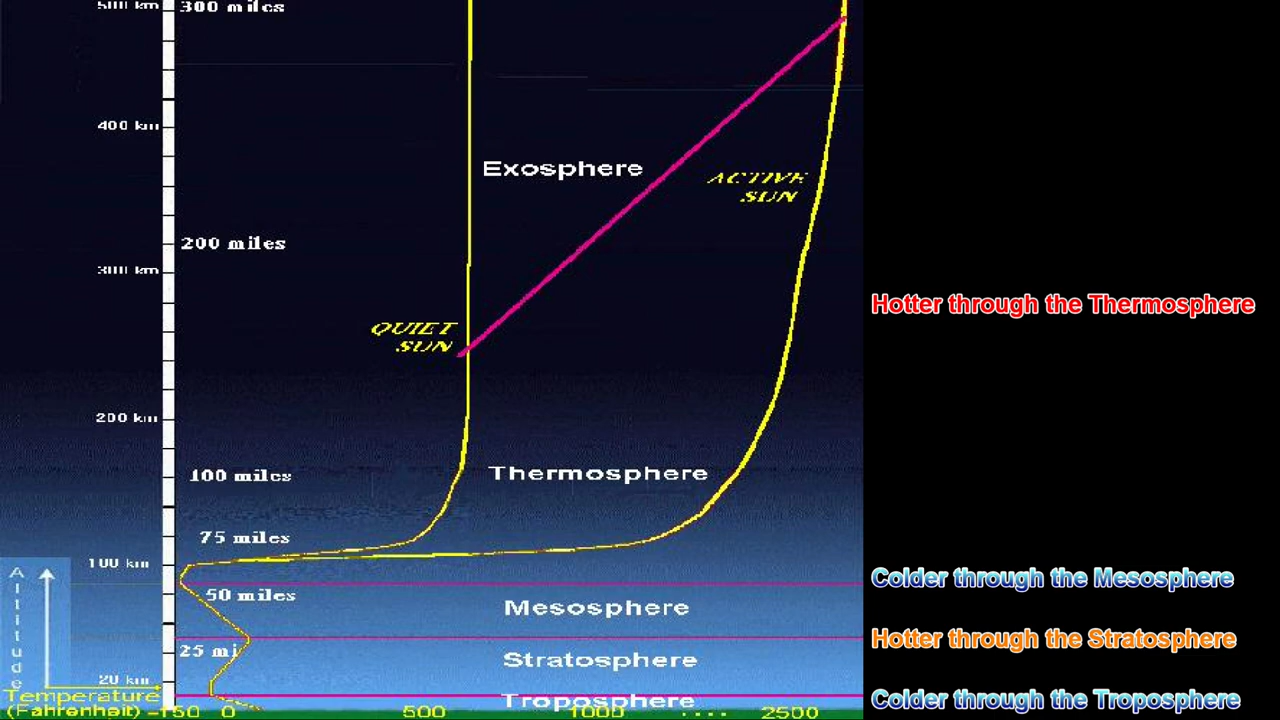 500 km 300 miles
400 km
Exosphere
ACTIVE
SUN
200 miles
300 km
Hotter through the Thermosphere
QUIET
SUN
200 km
100 miles
Thermosphere
75 miles
100 km
Colder through the Mesosphere
50 miles
Mesosphere
Hotter through the Stratosphere
25 mi
Stratosphere
20 km
Altitude
Temperature
Troposphere
Colder through the Troposphere
(Fahrenheit) -150 0 500 1000 .... 2500